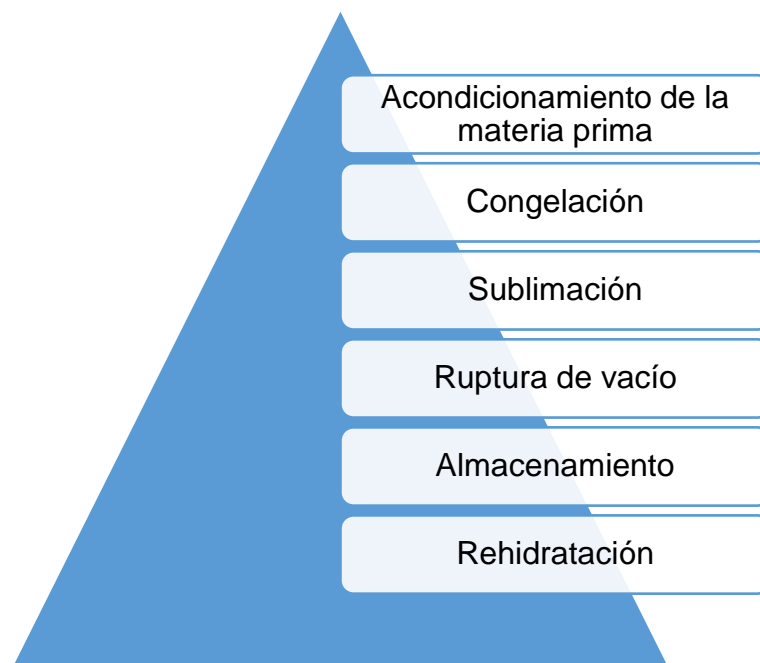 Acondicionamiento de la
materia prima
Congelación
Sublimación
Ruptura de vacío
Almacenamiento
Rehidratación